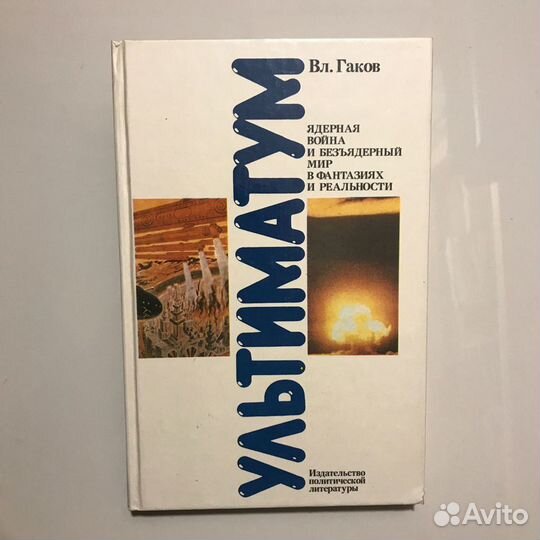 Вл. Гаков
УЛЬТИМАТУМ
ЯДЕРНАЯ
ВОЙНА
И БЕЗЪЯДЕРНЫЙ
МИР
В ФАНТАЗИЯХ
И РЕАЛЬНОСТИ
Издательство
политической
литературы
Avito